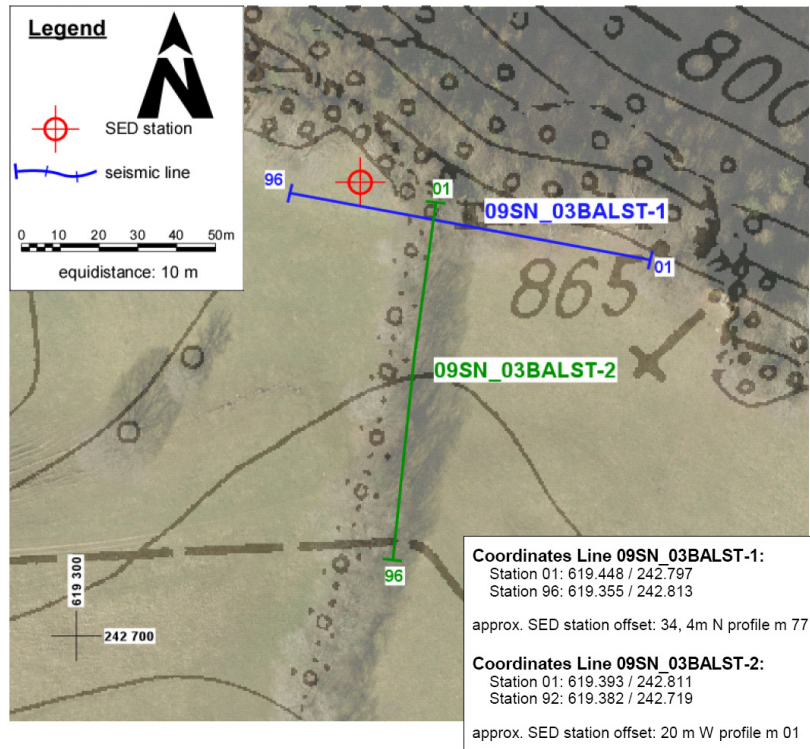 Legend
N
SED station
seismic line
0 10 20 30 40 50m
equidistance: 10 m
800
96
01
09SN_03BALST-1
01
865
09SN_03BALST-2
96
619 300
242 700
Coordinates Line 09SN_03BALST-1:
Station 01: 619.448 / 242.797
Station 96: 619.355 / 242.813
approx. SED station offset: 34, 4m N profile m 77
Coordinates Line 09SN_03BALST-2:
Station 01: 619.393 / 242.811
Station 92: 619.382 / 242.719
approx. SED station offset: 20 m W profile m 01